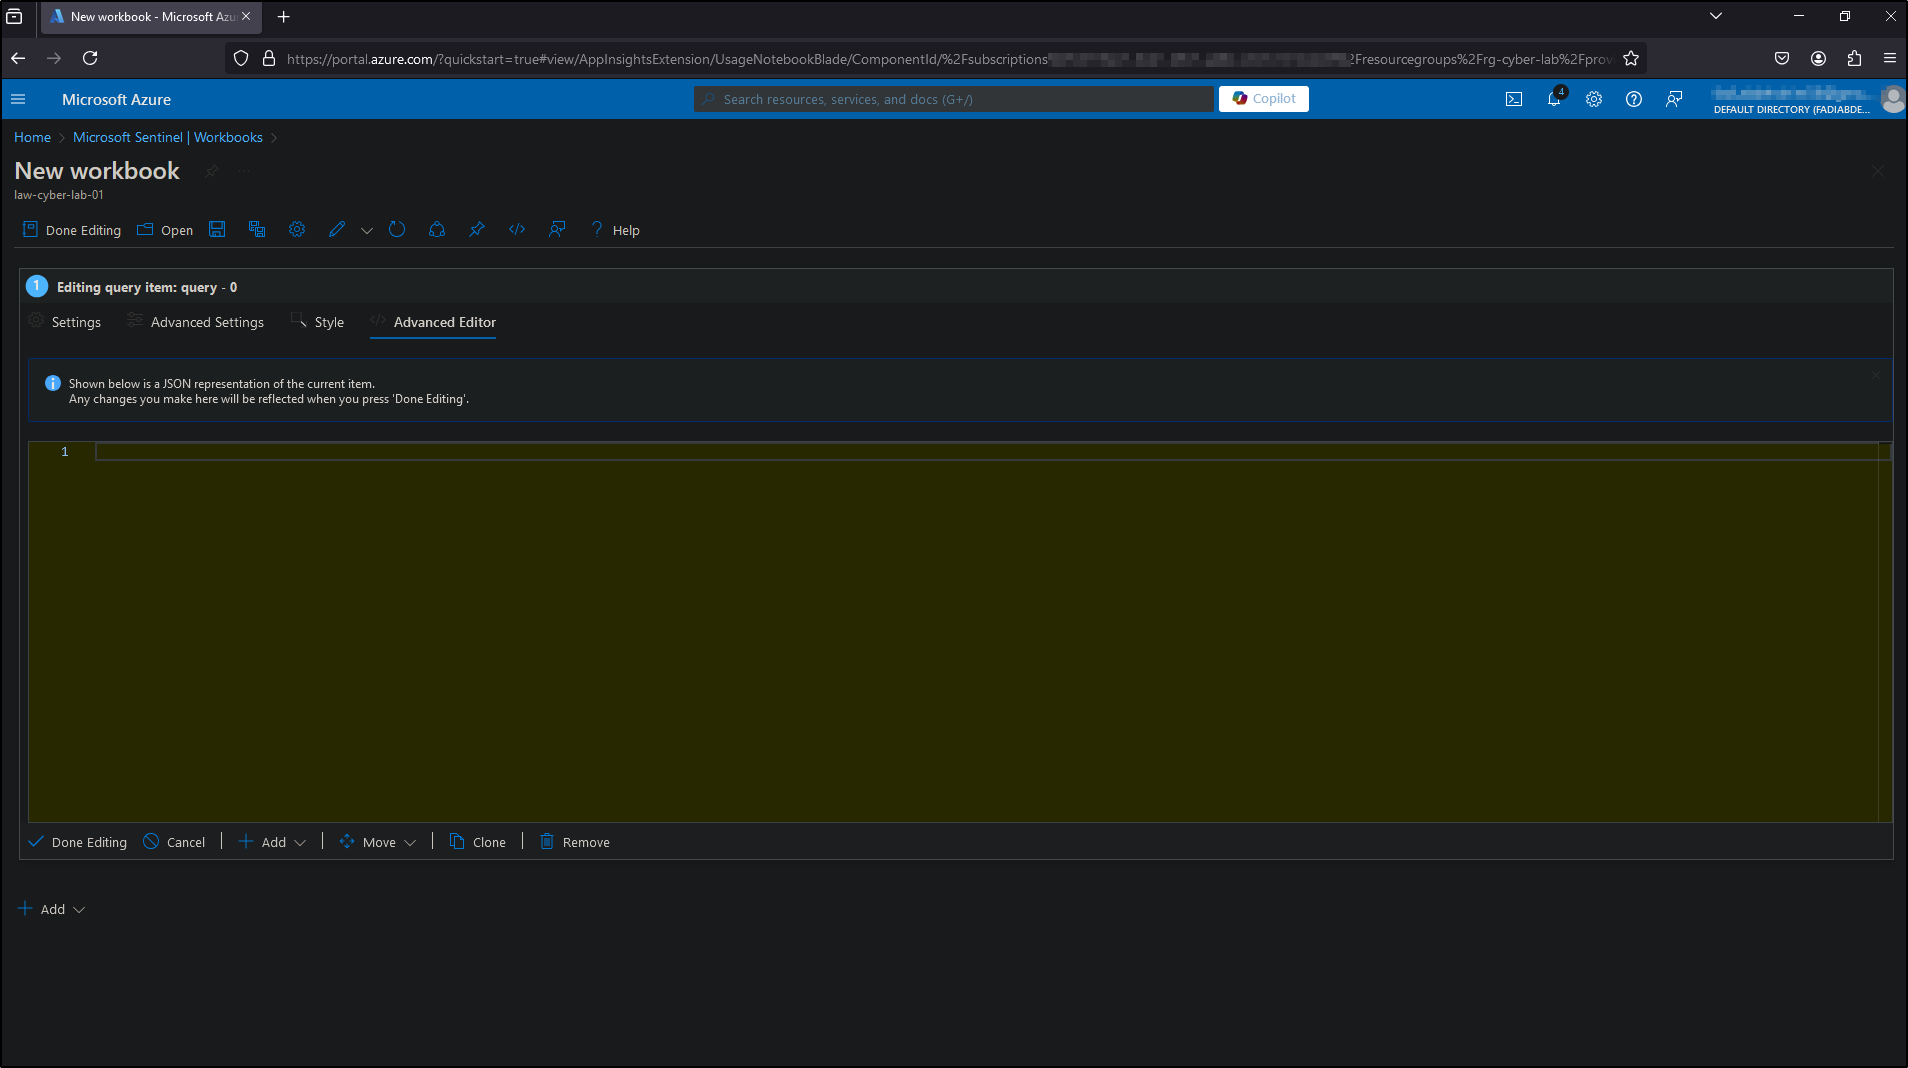 New workbook - Microsoft Azu
https://portal.azure.com/?quickstart=true#view/AppInsightsExtension/UsageNotebookBlade/ComponentId/%2Fsubscriptions 2Fresourcegroups%2Frg-cyber-lab%2Fprov
Microsoft Azure
Search resources, services, and docs (G+/)
Copilot
4
DEFAULT DIRECTORY (FADIABDE...
Home > Microsoft Sentinel | Workbooks >
New workbook
law-cyber-lab-01
Done Editing Open Help
1 Editing query item: query - 0
Settings Advanced Settings Style Advanced Editor
Shown below is a JSON representation of the current item.
Any changes you make here will be reflected when you press 'Done Editing'.
1
Done Editing Cancel Add Move Clone Remove
Add